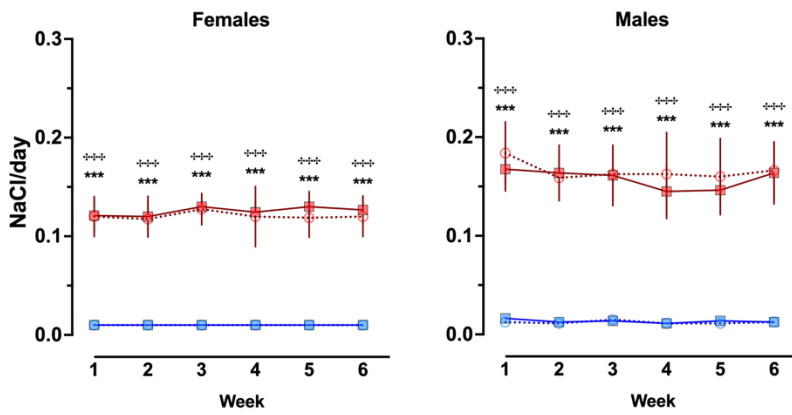 Females
NaCl/day
0.3
0.2
0.1
0.0
✢✢✢ ✢✢✢ ✢✢✢ ✢✢✢ ✢✢✢ ✢✢✢
*** *** *** *** *** ***
1 2 3 4 5 6
Week
Males
0.3
0.2
0.1
0.0
✢✢✢ ✢✢✢ ✢✢✢ ✢✢✢ ✢✢✢ ✢✢✢
*** *** *** *** *** ***
1 2 3 4 5 6
Week